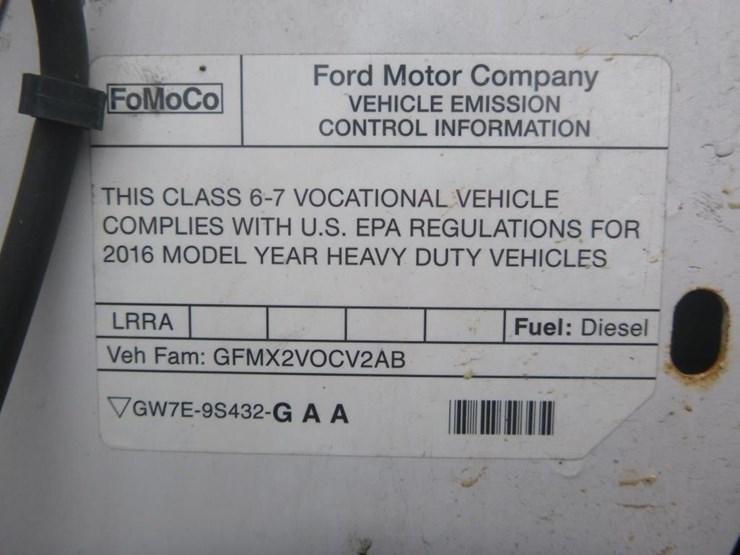 FoMoCo
Ford Motor Company
VEHICLE EMISSION
CONTROL INFORMATION
THIS CLASS 6-7 VOCATIONAL VEHICLE
COMPLIES WITH U.S. EPA REGULATIONS FOR
2016 MODEL YEAR HEAVY DUTY VEHICLES
LRRA Fuel: Diesel
Veh Fam: GFMX2VOCV2AB
▽GW7E-9S432-G A A